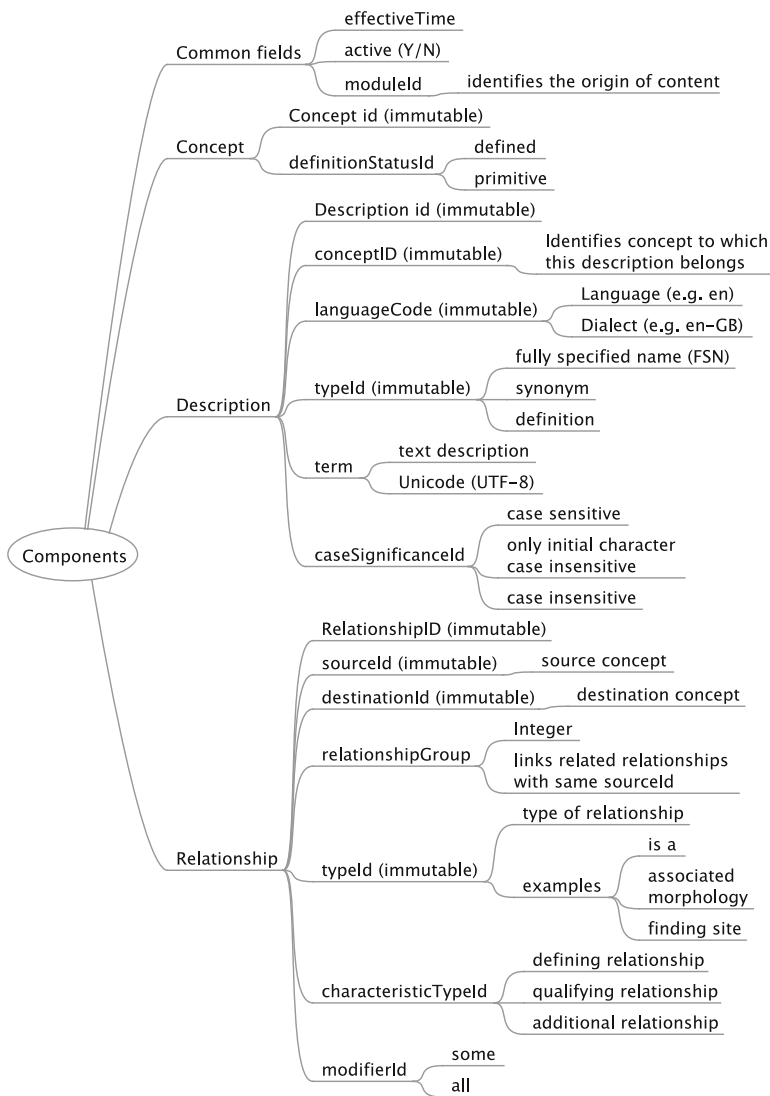 effectiveTime
Common fields
active (Y/N)
moduleId
identifies the origin of content
Concept id (immutable)
Concept
definitionStatusId
defined
primitive
Description id (immutable)
conceptID (immutable)
Identifies concept to which
this description belongs
languageCode (immutable)
Language (e.g. en)
Dialect (e.g. en-GB)
Description
typeId (immutable)
fully specified name (FSN)
synonym
definition
term
text description
Unicode (UTF-8)
caseSignificanceId
case sensitive
only initial character
case insensitive
case insensitive
Components
RelationshipID (immutable)
sourceId (immutable)
source concept
destinationId (immutable)
destination concept
relationshipGroup
Integer
links related relationships
with same sourceId
Relationship
typeId (immutable)
type of relationship
examples
is a
associated
morphology
finding site
characteristicTypeId
defining relationship
qualifying relationship
additional relationship
modifierId
some
all